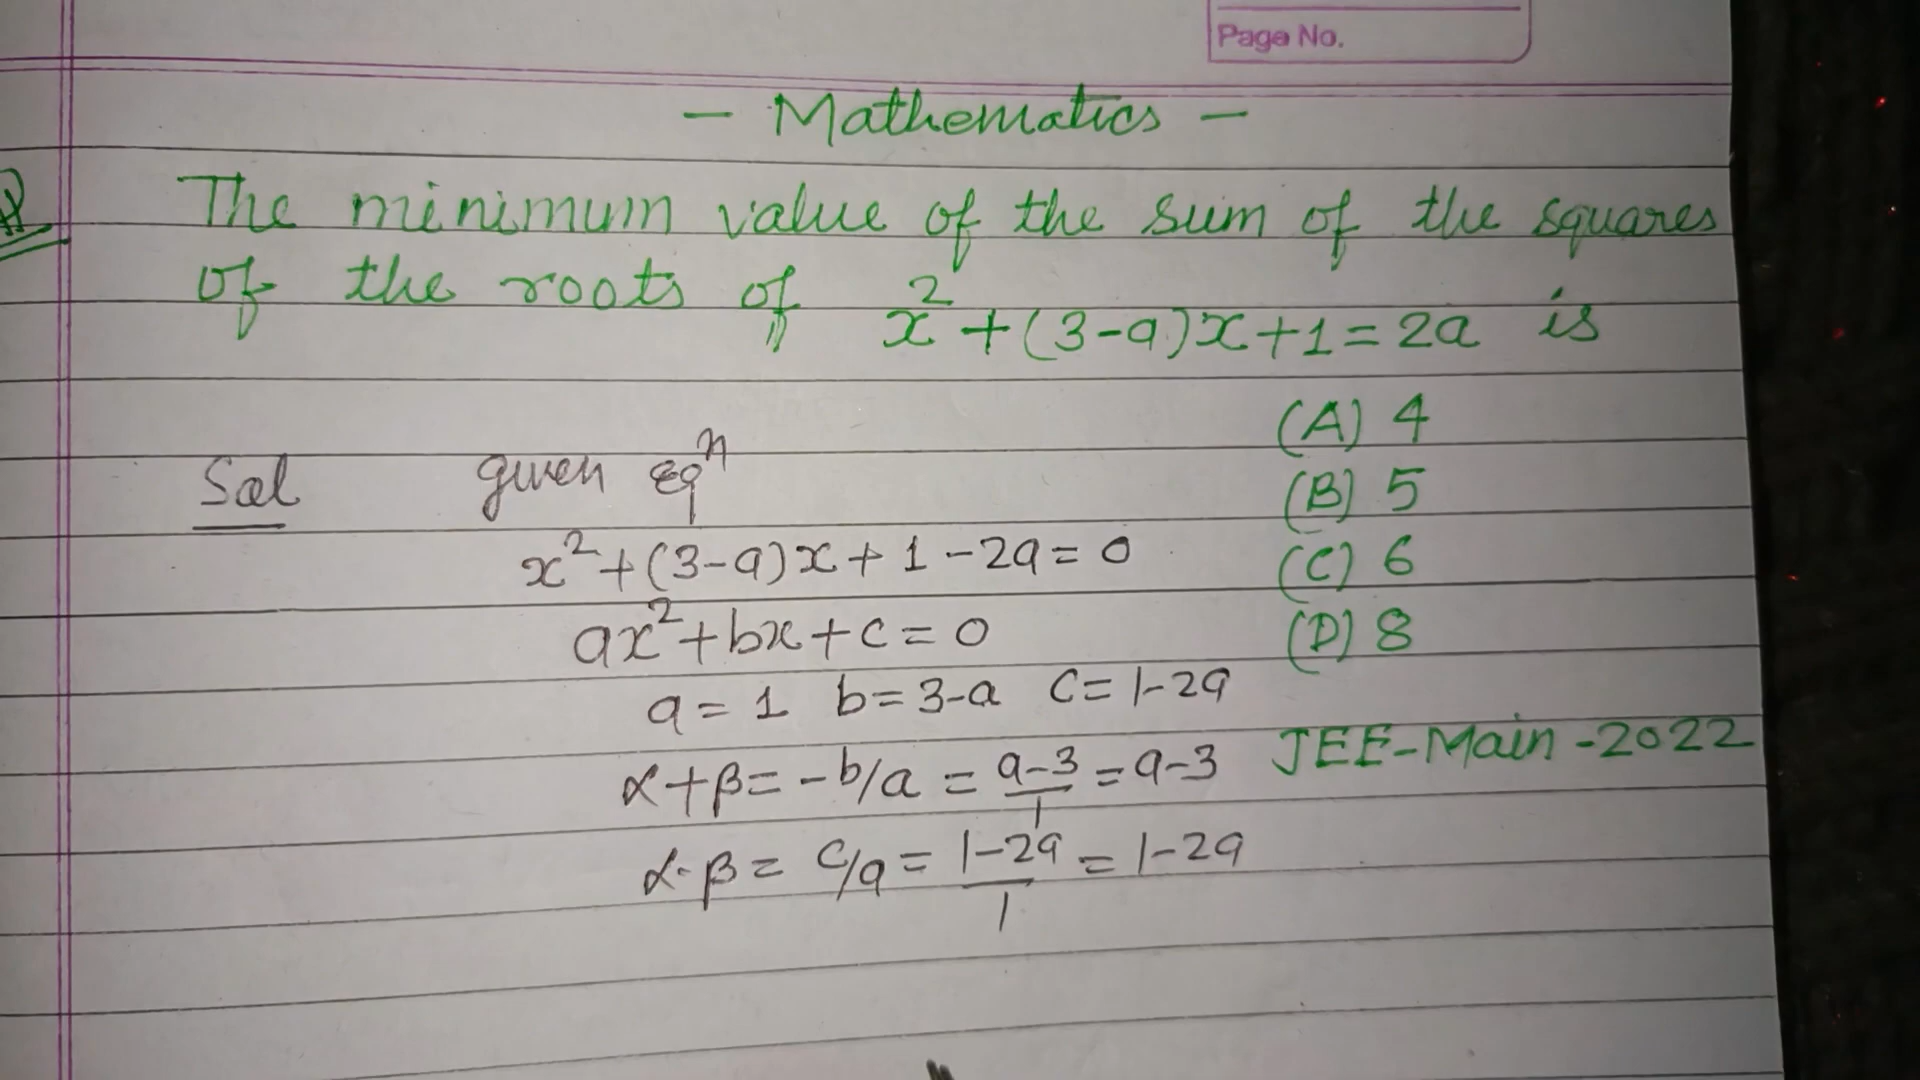 Page No.
- Mathematics -
The minimum value of the sum of the squares
of the roots of x²+(3-a)x+1=2a is
(A) 4
Sol given eqⁿ
(B) 5
x²+(3-a)x+1-2a=0
(C) 6
ax²+bx+c=0
(D) 8
a=1 b=3-a c=1-2a
α+β=-b/a = a-3/1 = a-3 JEE-Main-2022
α·β= c/a = 1-2a/1 = 1-2a